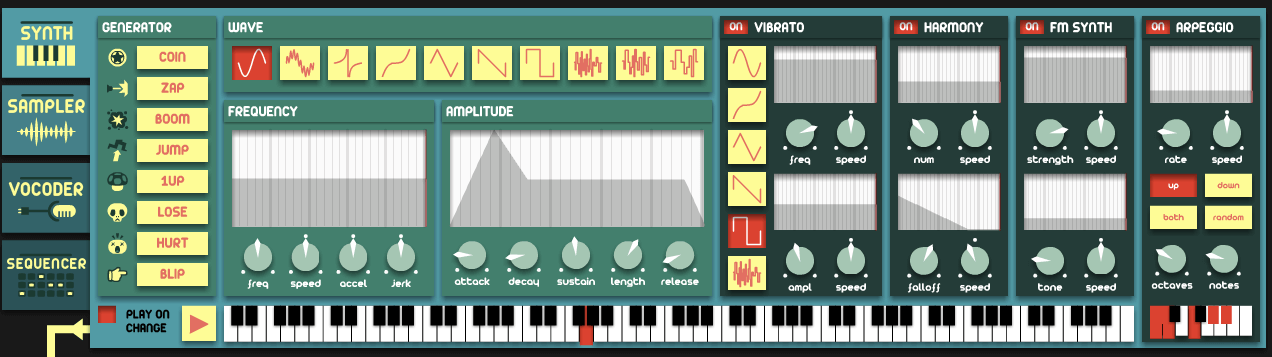 SYNTH
SAMPLER
VOCODER
SEQUENCER
GENERATOR
COIN
ZAP
BOOM
JUMP
1UP
LOSE
HURT
BLIP
PLAY ON
CHANGE
WAVE
FREQUENCY
freq speed accel jerk
AMPLITUDE
attack decay sustain length release
ON VIBRATO
freq speed
ampl speed
ON HARMONY
num speed
falloff speed
ON FM SYNTH
strength speed
tone speed
ON ARPEGGIO
rate speed
up down
both random
octaves notes